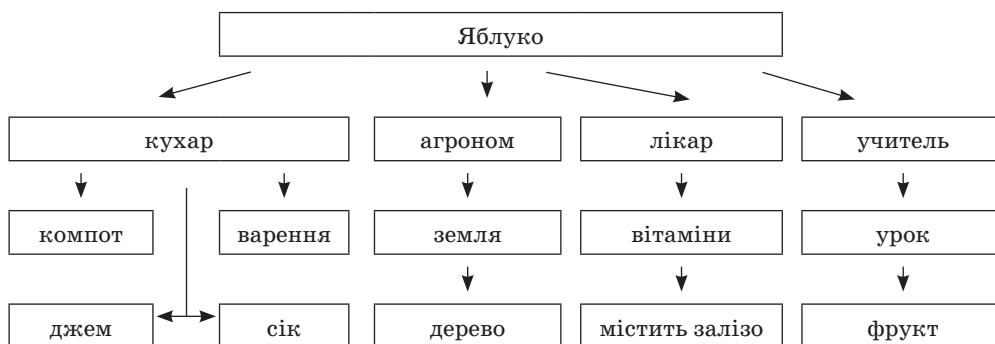 Яблуко
кухар агроном лікар учитель
компот варення земля вітаміни урок
джем сік дерево містить залізо фрукт